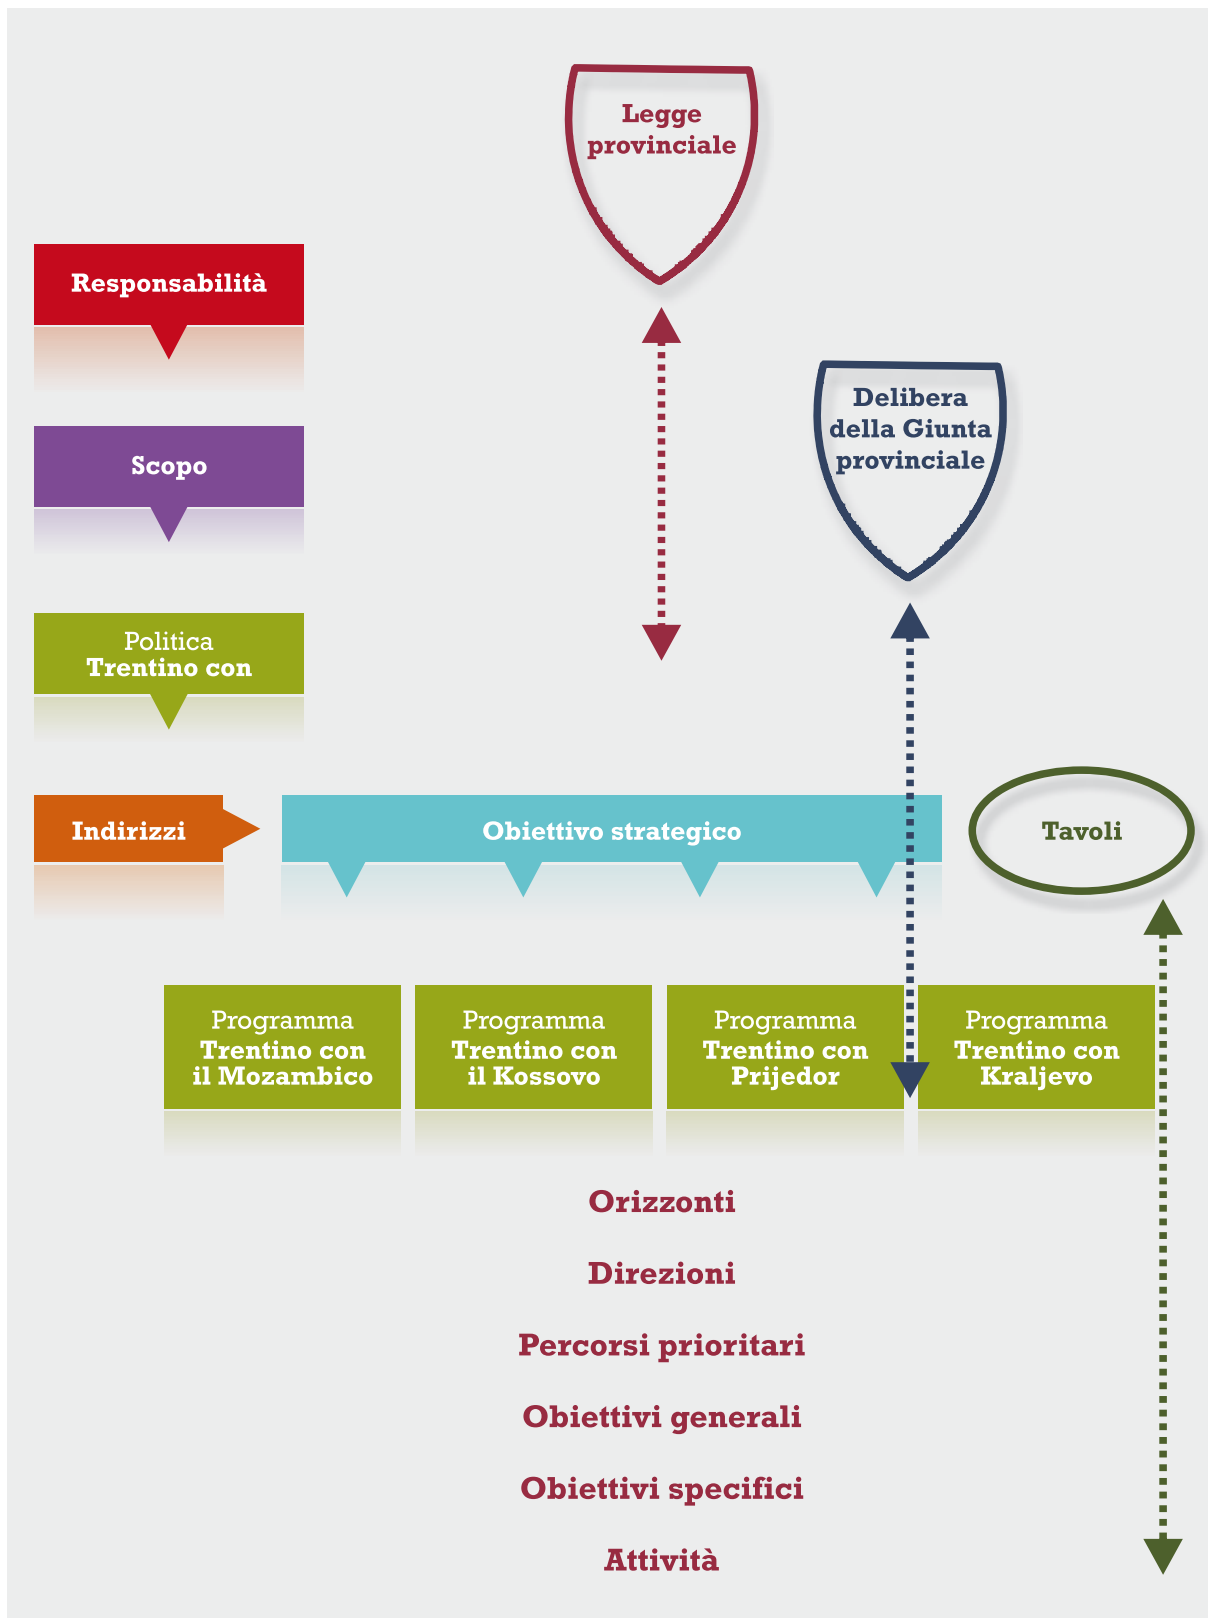 Legge
provinciale
Responsabilità
Delibera
della Giunta
provinciale
Scopo
Politica
Trentino con
Indirizzi
Obiettivo strategico
Tavoli
Programma
Trentino con
il Mozambico
Programma
Trentino con
il Kossovo
Programma
Trentino con
Prijedor
Programma
Trentino con
Kraljevo
Orizzonti
Direzioni
Percorsi prioritari
Obiettivi generali
Obiettivi specifici
Attività